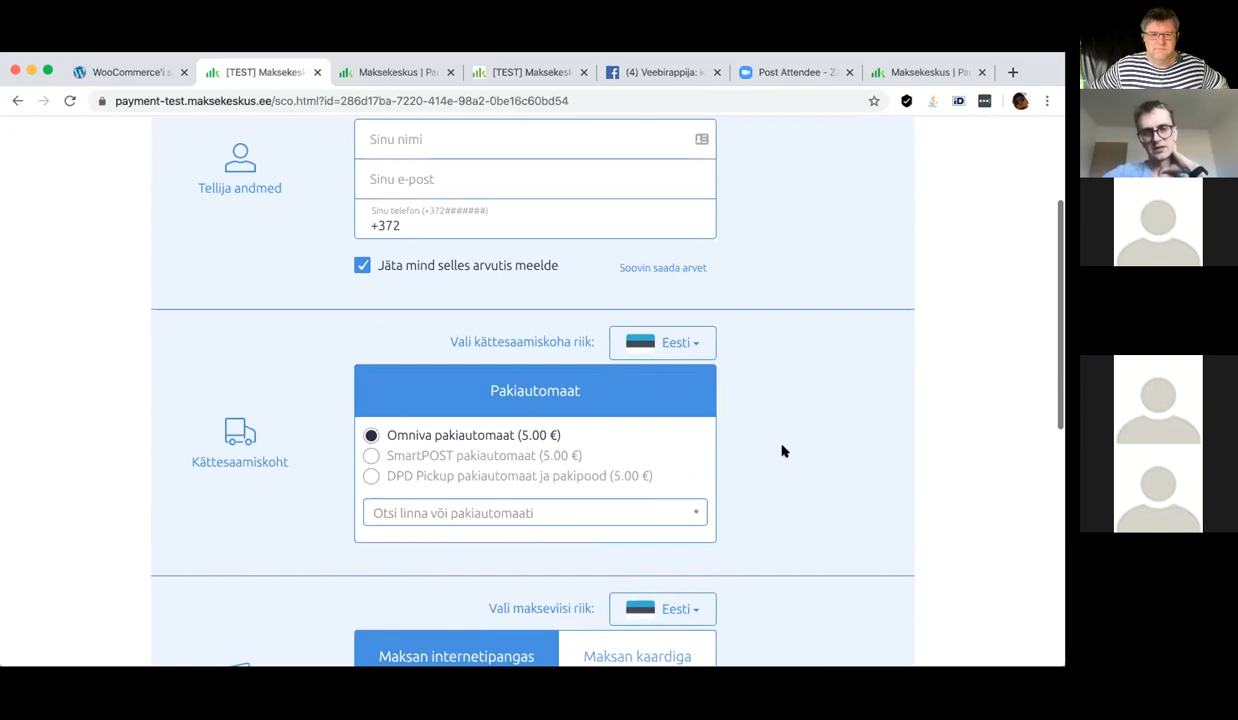 WooCommerce'i s
[TEST] Maksekes
Maksekeskus | Pa
[TEST] Maksekes
(4) Veebirappija: k
Post Attendee - Z
Maksekeskus | Pa
payment-test.maksekeskus.ee/sco.html?id=286d17ba-7220-414e-98a2-0be16c60bd54
Sinu nimi
Tellija andmed
Sinu e-post
Sinu telefon (+372#######)
+372
Jäta mind selles arvutis meelde
Soovin saada arvet
Vali kättesaamiskoha riik:
Eesti
Pakiautomaat
Kättesaamiskoht
Omniva pakiautomaat (5.00 €)
SmartPOST pakiautomaat (5.00 €)
DPD Pickup pakiautomaat ja pakipood (5.00 €)
Otsi linna või pakiautomaati
Vali makseviisi riik:
Eesti
Maksan internetipangas
Maksan kaardiga